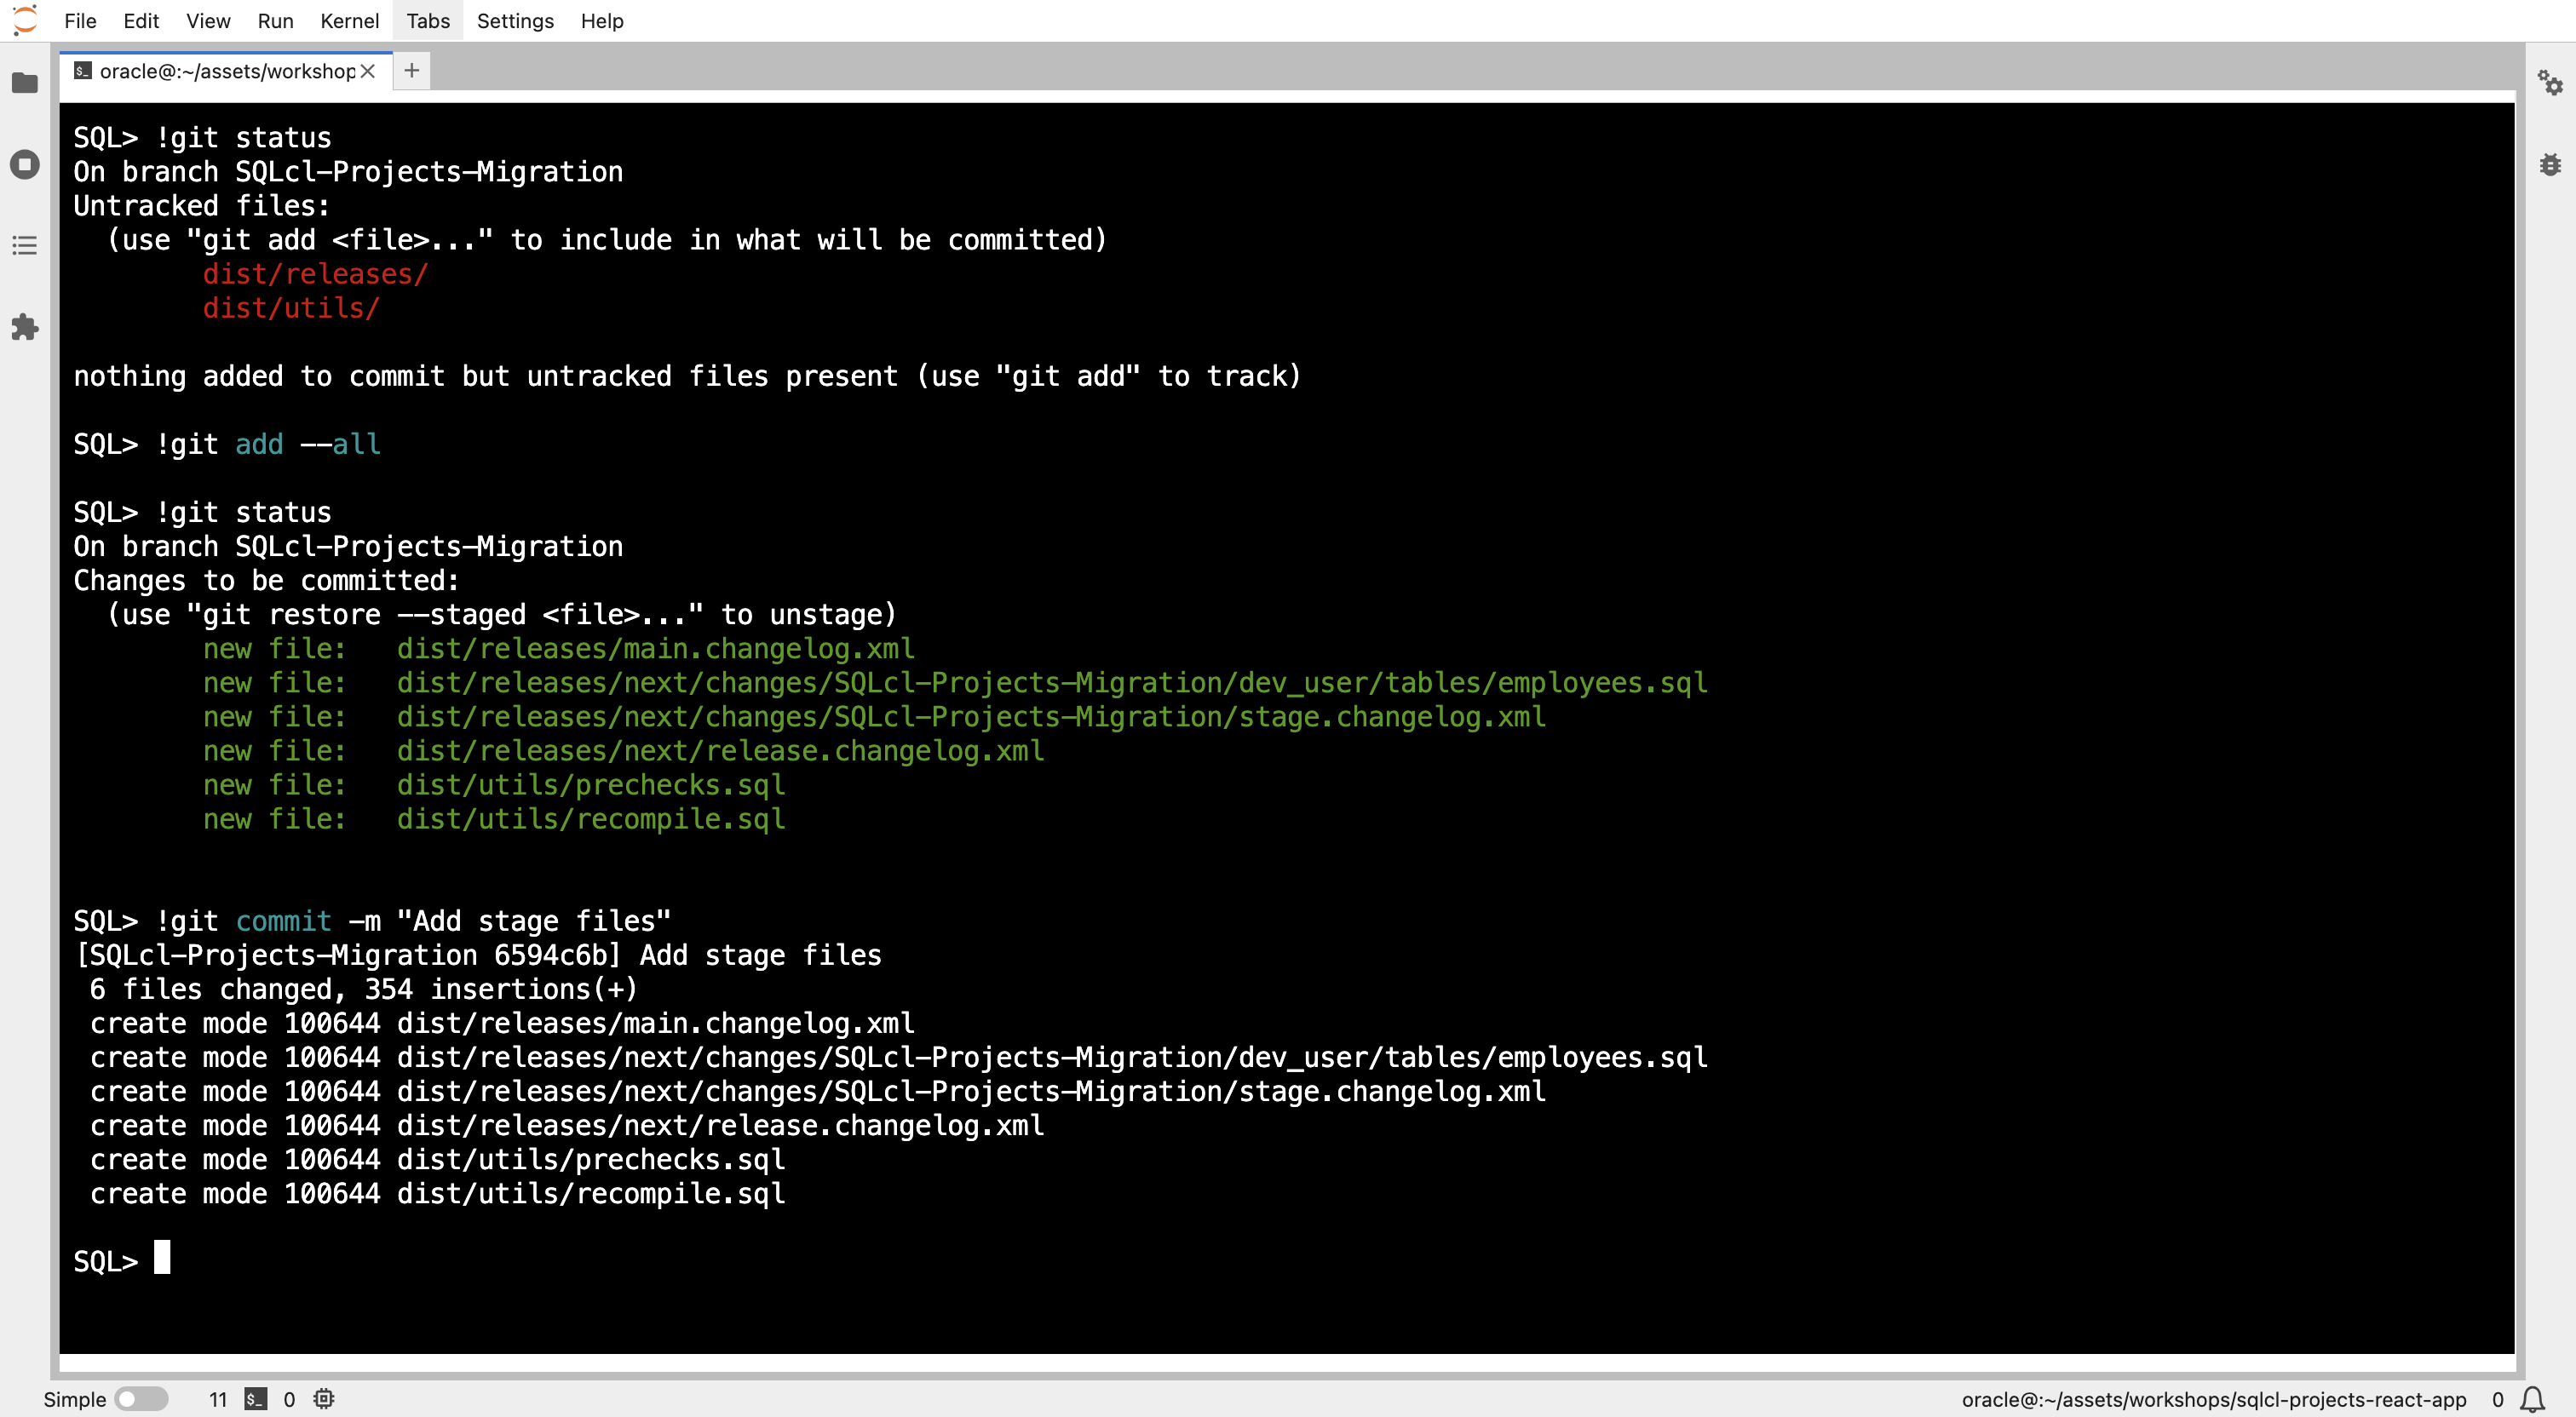 File Edit View Run Kernel Tabs Settings Help
oracle@:~/assets/workshop
SQL> !git status
On branch SQLcl-Projects-Migration
Untracked files:
  (use "git add <file>..." to include in what will be committed)
        dist/releases/
        dist/utils/
nothing added to commit but untracked files present (use "git add" to track)
SQL> !git add --all
SQL> !git status
On branch SQLcl-Projects-Migration
Changes to be committed:
  (use "git restore --staged <file>..." to unstage)
        new file:   dist/releases/main.changelog.xml
        new file:   dist/releases/next/changes/SQLcl-Projects-Migration/dev_user/tables/employees.sql
        new file:   dist/releases/next/changes/SQLcl-Projects-Migration/stage.changelog.xml
        new file:   dist/releases/next/release.changelog.xml
        new file:   dist/utils/prechecks.sql
        new file:   dist/utils/recompile.sql
SQL> !git commit -m "Add stage files"
[SQLcl-Projects-Migration 6594c6b] Add stage files
 6 files changed, 354 insertions(+)
 create mode 100644 dist/releases/main.changelog.xml
 create mode 100644 dist/releases/next/changes/SQLcl-Projects-Migration/dev_user/tables/employees.sql
 create mode 100644 dist/releases/next/changes/SQLcl-Projects-Migration/stage.changelog.xml
 create mode 100644 dist/releases/next/release.changelog.xml
 create mode 100644 dist/utils/prechecks.sql
 create mode 100644 dist/utils/recompile.sql
SQL>
Simple 11 $_ 0 oracle@:~/assets/workshops/sqlcl-projects-react-app 0